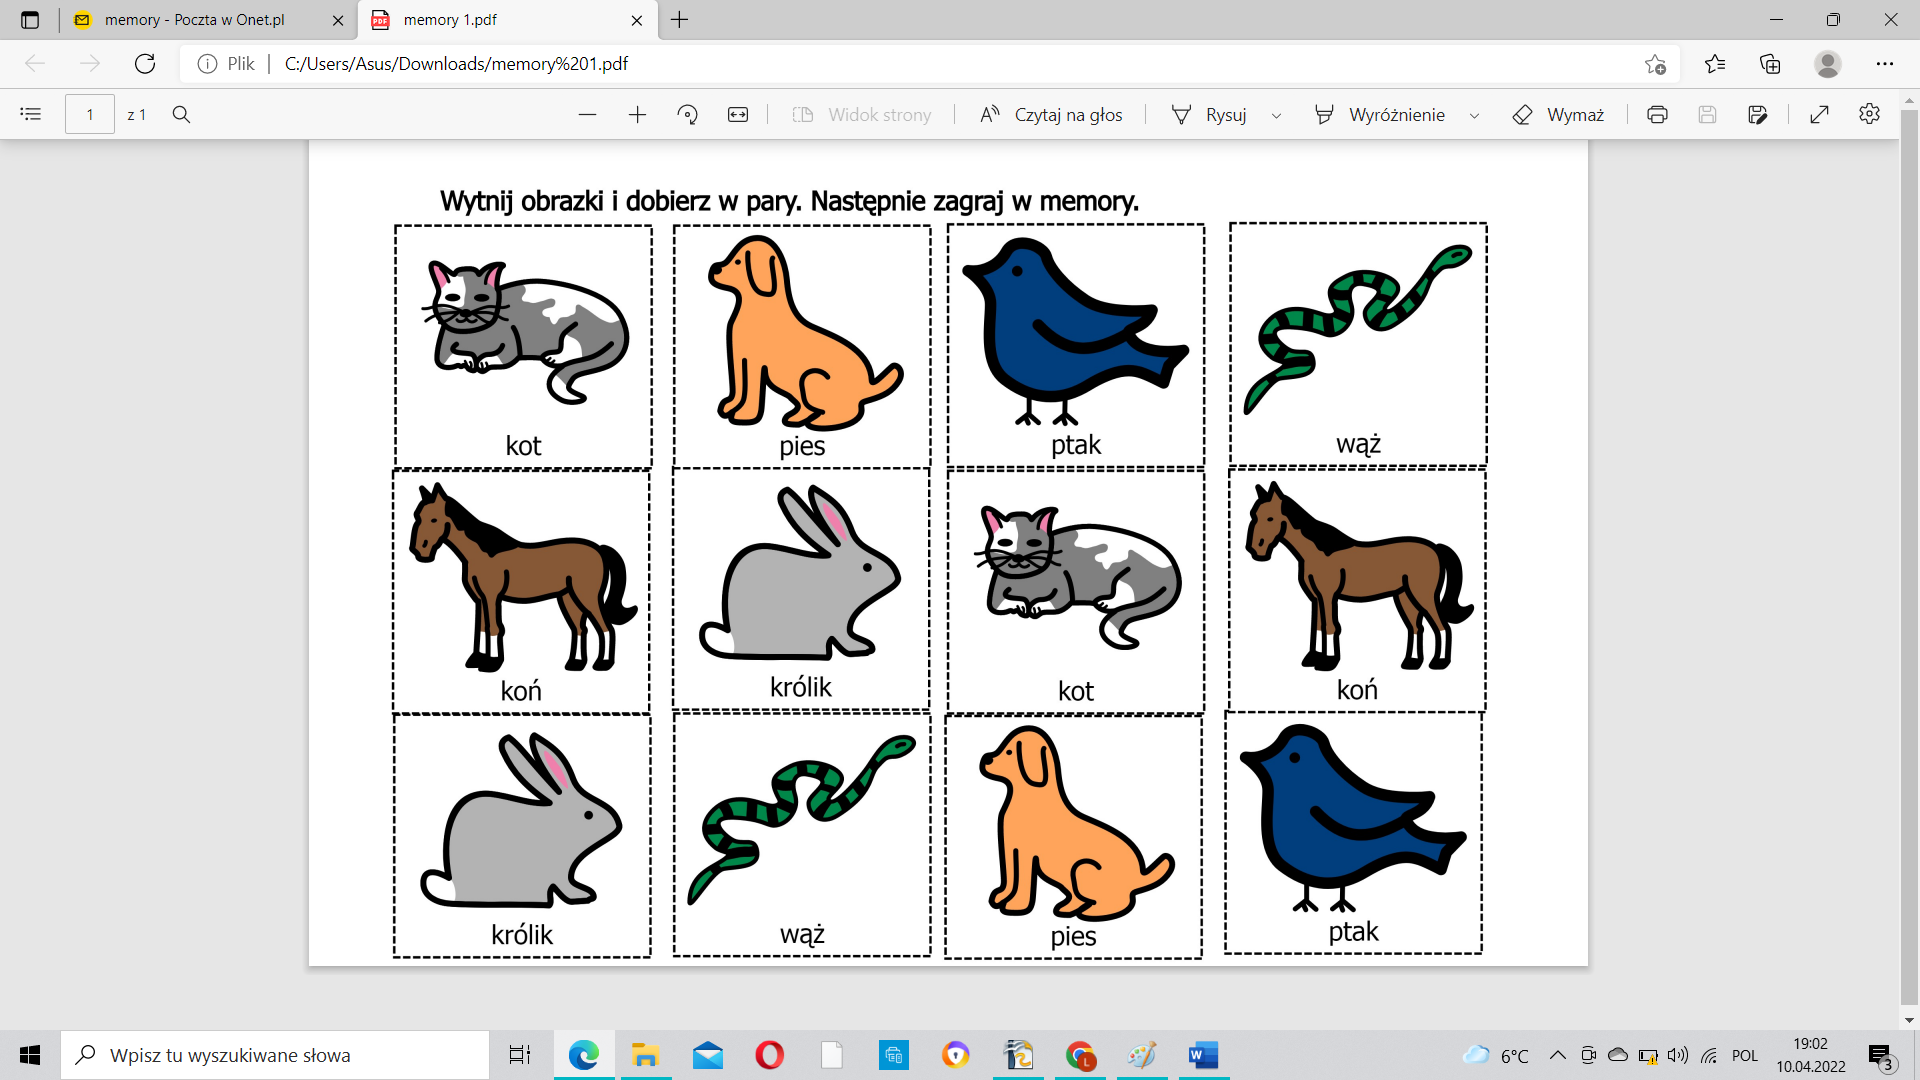 memory - Poczta w Onet.pl
memory 1.pdf
Plik
C:/Users/Asus/Downloads/memory%201.pdf
1
z 1
Widok strony
Czytaj na głos
Rysuj
Wyróżnienie
Wymaż
Wytnij obrazki i dobierz w pary. Następnie zagraj w memory.
kot
pies
ptak
wąż
koń
królik
kot
koń
królik
wąż
pies
ptak
Wpisz tu wyszukiwane słowa
6°C
POL
19:02
10.04.2022
3